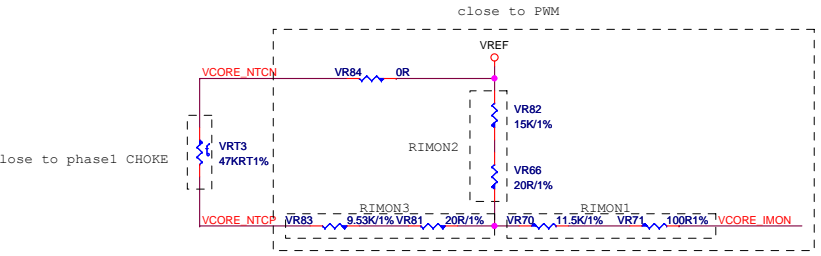 close to PWM
VREF
VCORE_NTCN
VR84
0R
VR82
15K/1%
RIMON2
VRT3
47KRT1%
lose to phase1 CHOKE
VR66
20R/1%
RIMON3
RIMON1
VCORE_NTCP
VR83
9.53K/1%
VR81
20R/1%
VR70
11.5K/1%
VR71
100R1%
VCORE_IMON